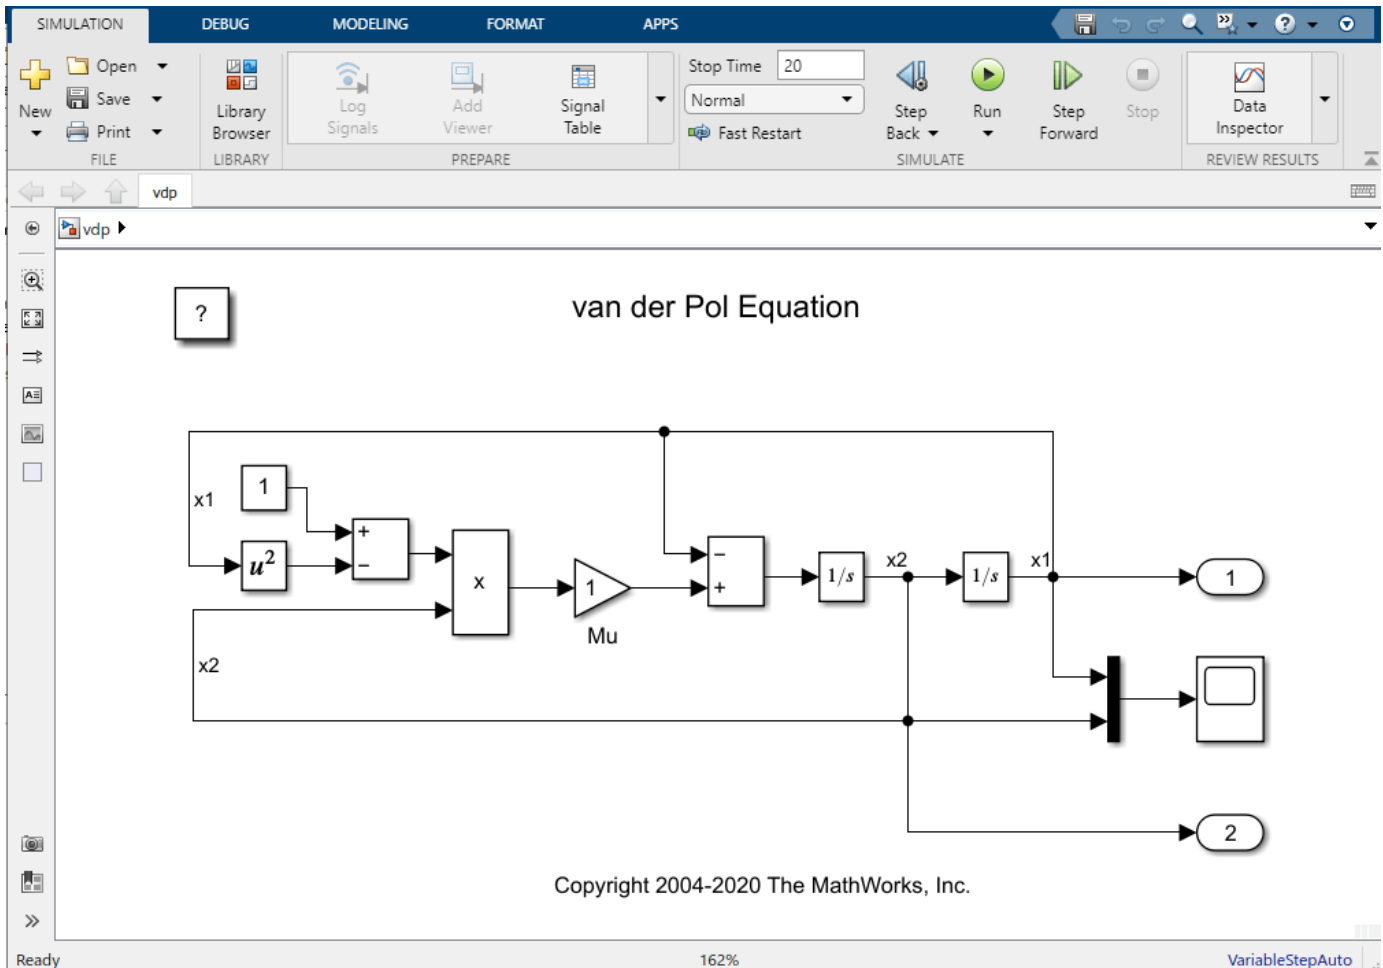 SIMULATION DEBUG MODELING FORMAT APPS
New
Open
Save
Print
FILE
Library
Browser
LIBRARY
Log
Signals
Add
Viewer
Signal
Table
PREPARE
Stop Time 20
Normal
Fast Restart
Step
Back
Run
Step
Forward
Stop
SIMULATE
Data
Inspector
REVIEW RESULTS
vdp
vdp
?
van der Pol Equation
x1
1
u²
+
−
x
1
Mu
−
+
1/s
x2
1/s
x1
1
x2
2
Copyright 2004-2020 The MathWorks, Inc.
Ready
162%
VariableStepAuto